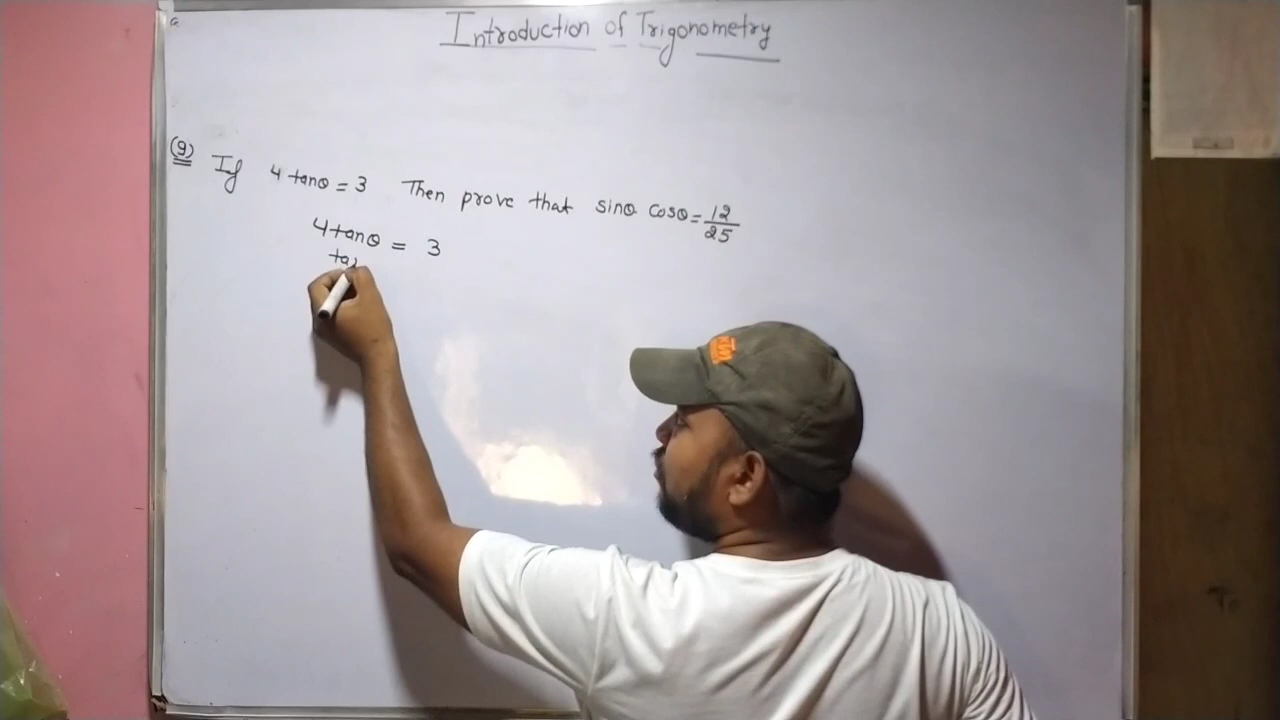 Introduction of Trigonometry
(9) If 4 tanθ = 3 Then prove that sinθ cosθ = 12/25
4 tanθ = 3
ta
KTM